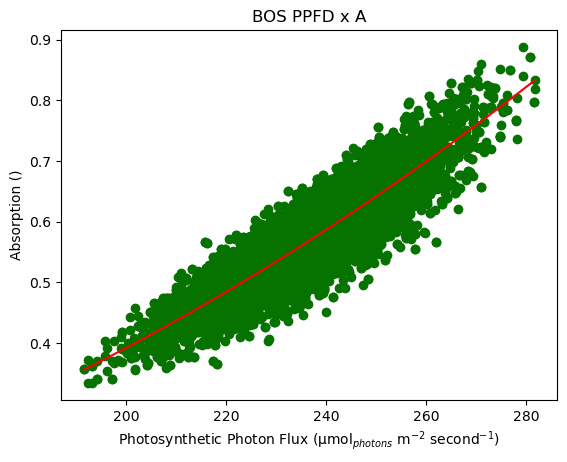 BOS PPFD x A
0.9
0.8
0.7
0.6
0.5
0.4
Absorption ()
200 220 240 260 280
Photosynthetic Photon Flux (μmol_photons m⁻² second⁻¹)